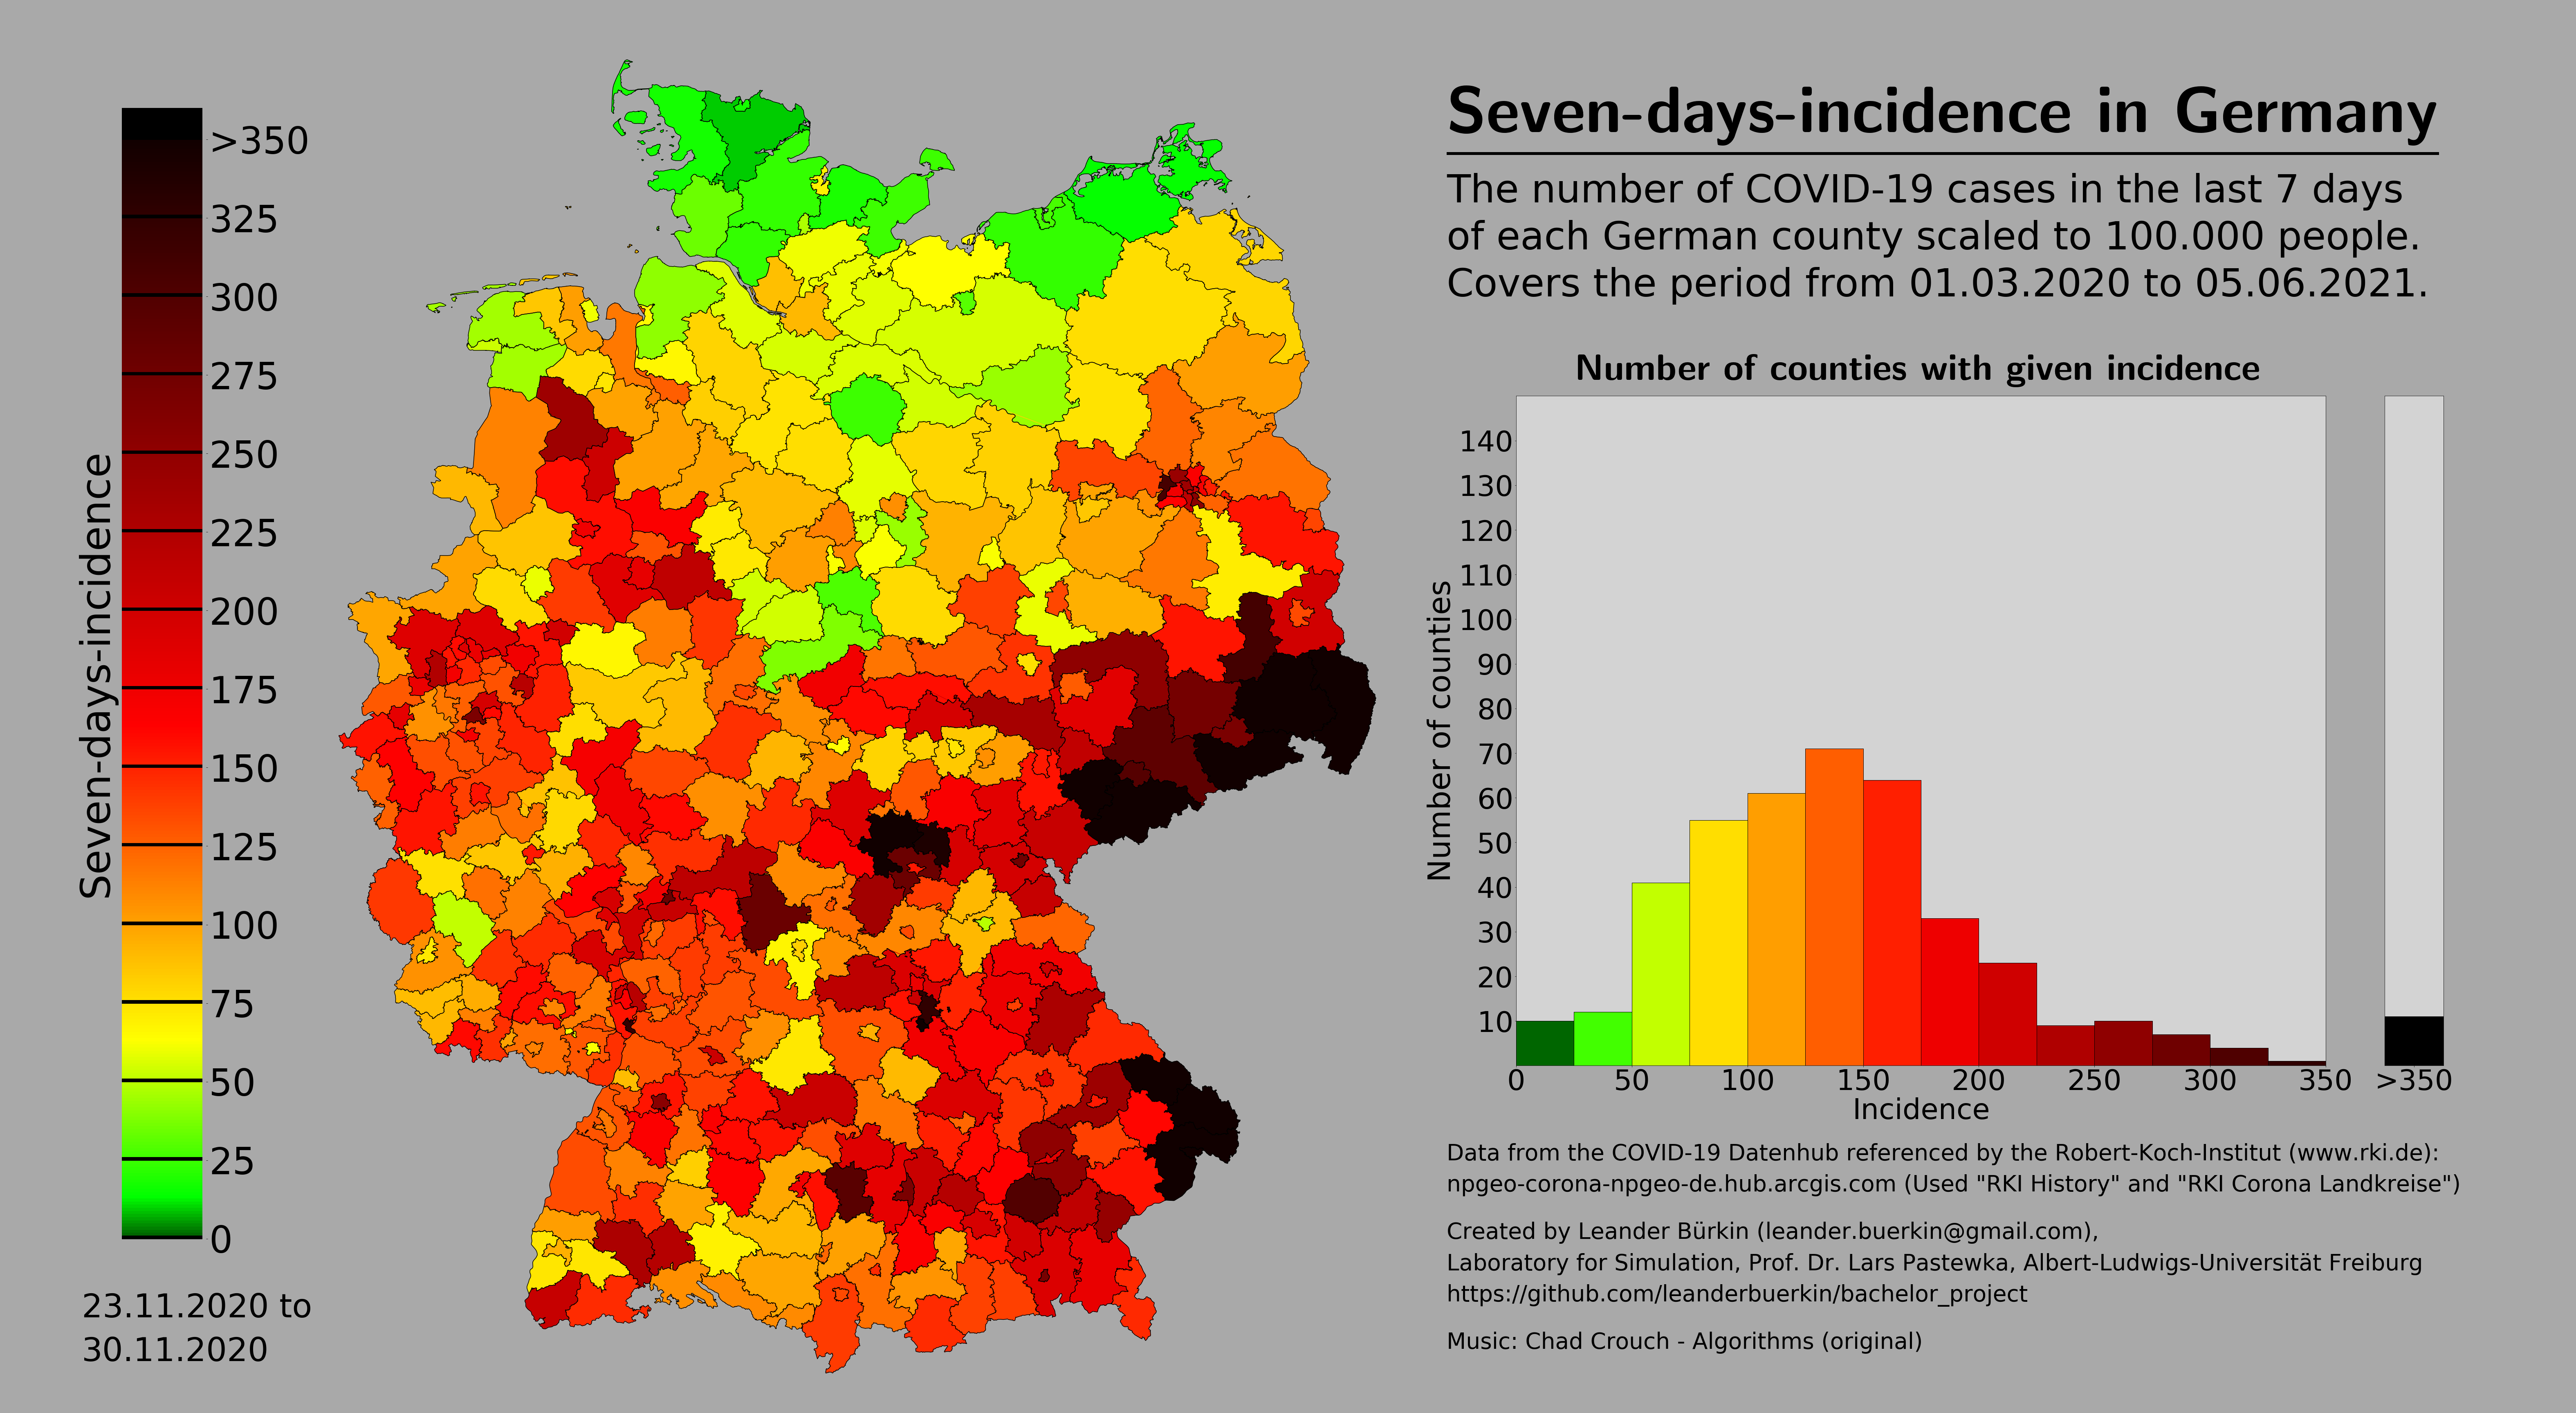 Seven-days-incidence in Germany
The number of COVID-19 cases in the last 7 days
of each German county scaled to 100.000 people.
Covers the period from 01.03.2020 to 05.06.2021.
Seven-days-incidence
>350
325
300
275
250
225
200
175
150
125
100
75
50
25
0
23.11.2020 to
30.11.2020
Number of counties with given incidence
Number of counties
140
130
120
110
100
90
80
70
60
50
40
30
20
10
0 50 100 150 200 250 300 350 >350
Incidence
Data from the COVID-19 Datenhub referenced by the Robert-Koch-Institut (www.rki.de):
npgeo-corona-npgeo-de.hub.arcgis.com (Used "RKI History" and "RKI Corona Landkreise")
Created by Leander Bürkin (leander.buerkin@gmail.com),
Laboratory for Simulation, Prof. Dr. Lars Pastewka, Albert-Ludwigs-Universität Freiburg
https://github.com/leanderbuerkin/bachelor_project
Music: Chad Crouch - Algorithms (original)